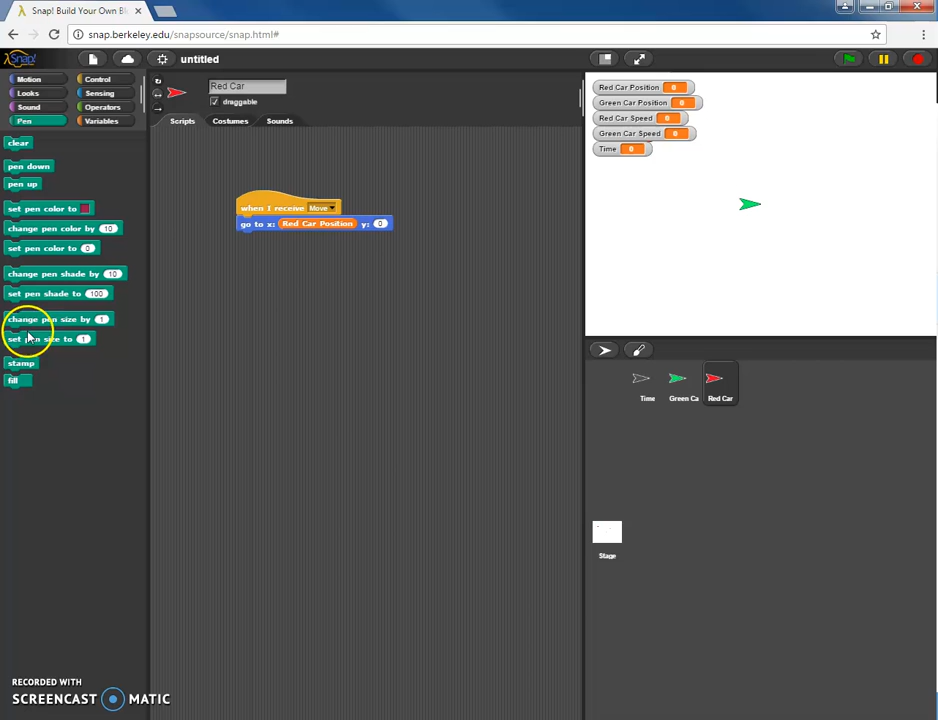 Snap! Build Your Own Bl
snap.berkeley.edu/snapsource/snap.html#
Snap!
untitled
Motion
Control
Looks
Sensing
Sound
Operators
Pen
Variables
Red Car
draggable
Scripts
Costumes
Sounds
clear
pen down
pen up
set pen color to
change pen color by 10
set pen color to 0
change pen shade by 10
set pen shade to 100
change pen size by 1
set pen size to 1
stamp
fill
when I receive Move
go to x: Red Car Position y: 0
Red Car Position 0
Green Car Position 0
Red Car Speed 0
Green Car Speed 0
Time 0
Time
Green Ca
Red Car
Stage
RECORDED WITH
SCREENCAST MATIC